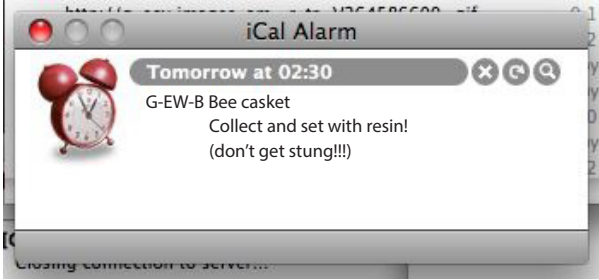 iCal Alarm
Tomorrow at 02:30
G-EW-B Bee casket
Collect and set with resin!
(don't get stung!!!)
Closing connection to server...